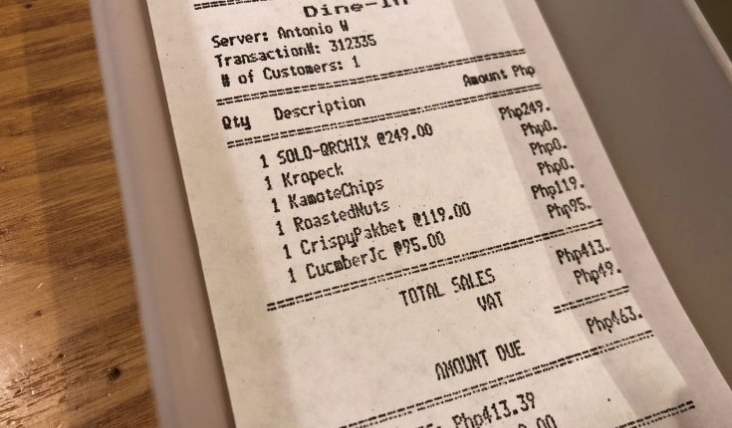 Dine-In
Server: Antonio W
Transaction#: 312335
# of Customers: 1
Qty Description Amount Php
1 SOLO-QRCHIX @249.00 Php249.
1 Kropeck Php0.
1 KamoteChips Php0.
1 RoastedNuts Php0.
1 CrispyPakbet @119.00 Php119.
1 CucmberJc @95.00 Php95.
TOTAL SALES Php413.
VAT Php49.
AMOUNT DUE Php463.
Php413.39